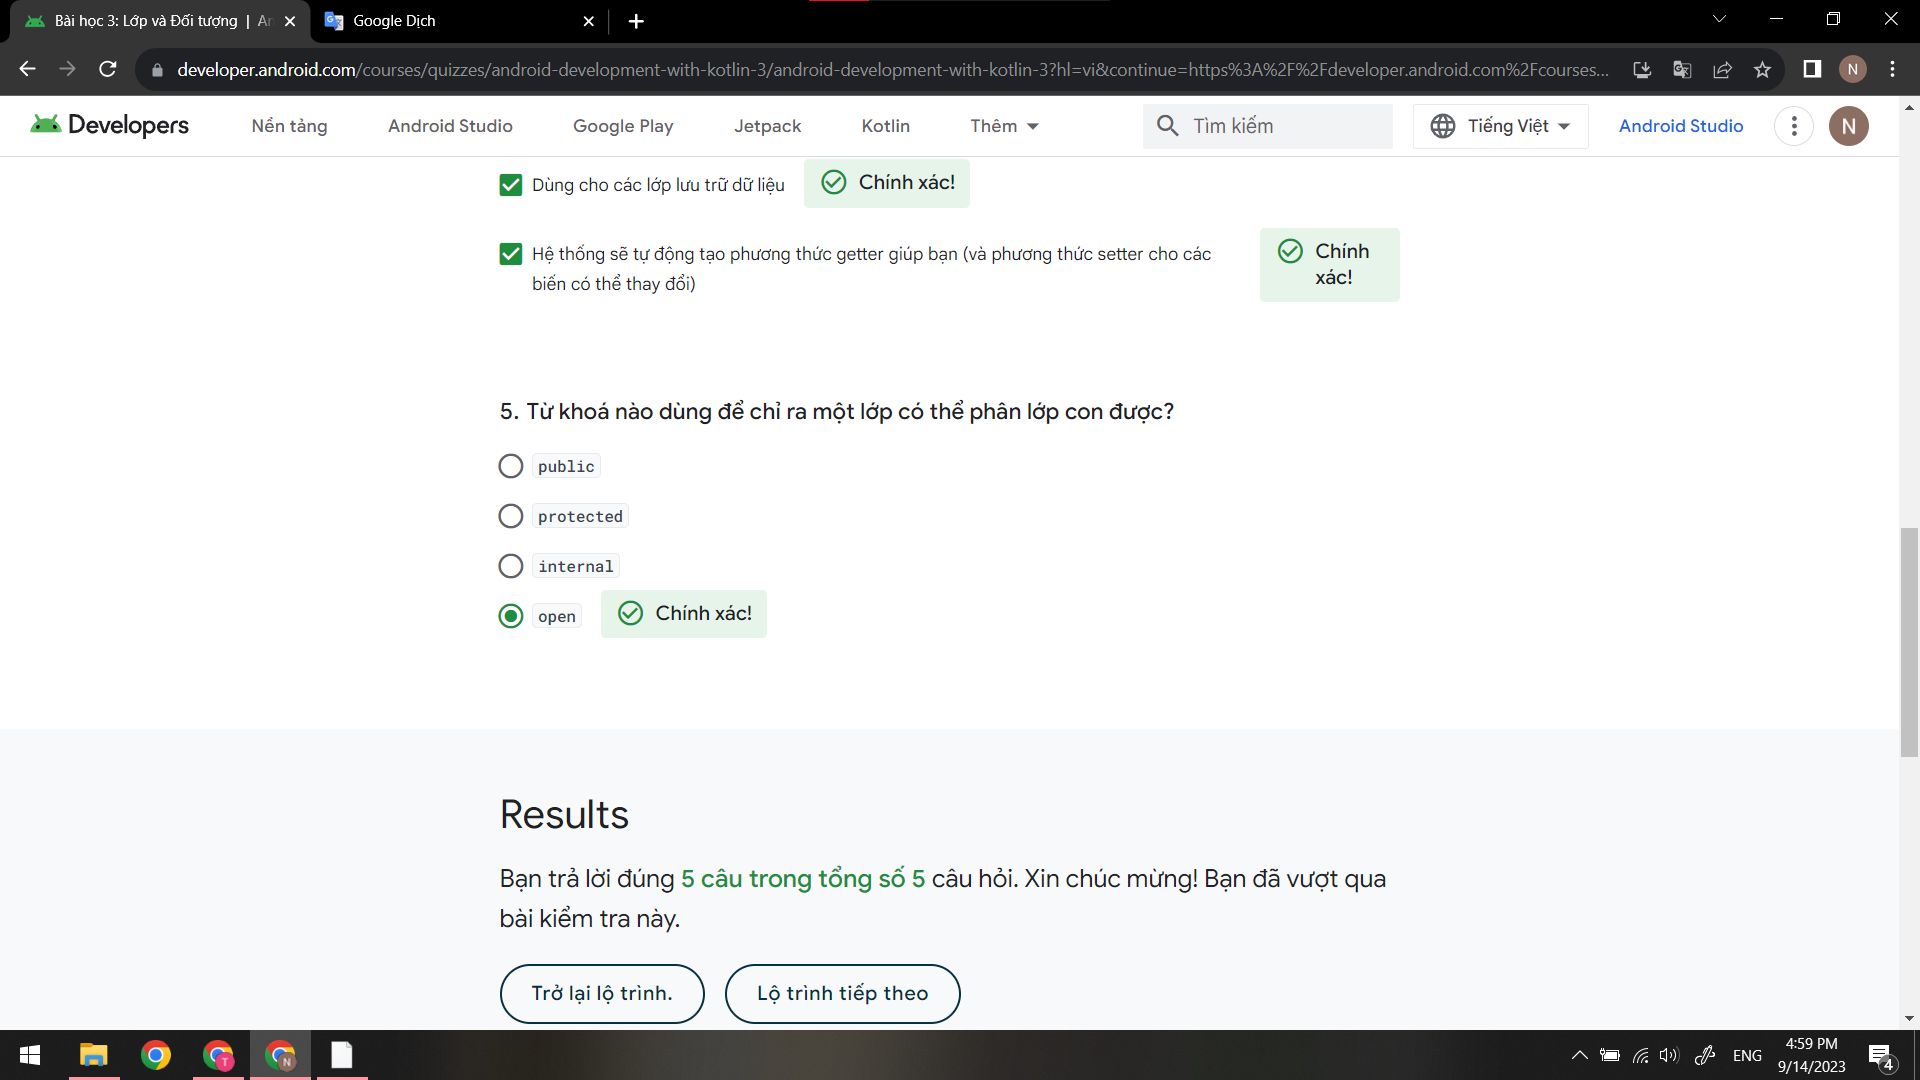 Bài học 3: Lớp và Đối tượng | An
Google Dịch
developer.android.com/courses/quizzes/android-development-with-kotlin-3/android-development-with-kotlin-3?hl=vi&continue=https%3A%2F%2Fdeveloper.android.com%2Fcourses...
N
Developers
Nền tảng
Android Studio
Google Play
Jetpack
Kotlin
Thêm
Tìm kiếm
Tiếng Việt
Android Studio
N
Dùng cho các lớp lưu trữ dữ liệu
Chính xác!
Hệ thống sẽ tự động tạo phương thức getter giúp bạn (và phương thức setter cho các
biến có thể thay đổi)
Chính
xác!
5. Từ khoá nào dùng để chỉ ra một lớp có thể phân lớp con được?
public
protected
internal
open
Chính xác!
Results
Bạn trả lời đúng 5 câu trong tổng số 5 câu hỏi. Xin chúc mừng! Bạn đã vượt qua
bài kiểm tra này.
Trở lại lộ trình.
Lộ trình tiếp theo
T
N
ENG
4:59 PM
9/14/2023
4